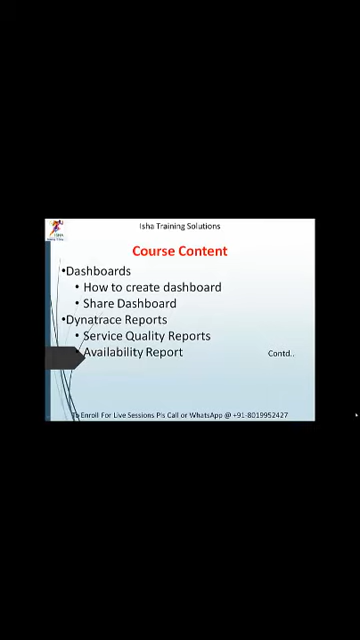 Isha Training Solutions
ISHA
Course Content
•Dashboards
• How to create dashboard
• Share Dashboard
•Dynatrace Reports
• Service Quality Reports
• Availability Report
Contd..
To Enroll For Live Sessions Pls Call or WhatsApp @ +91-8019952427